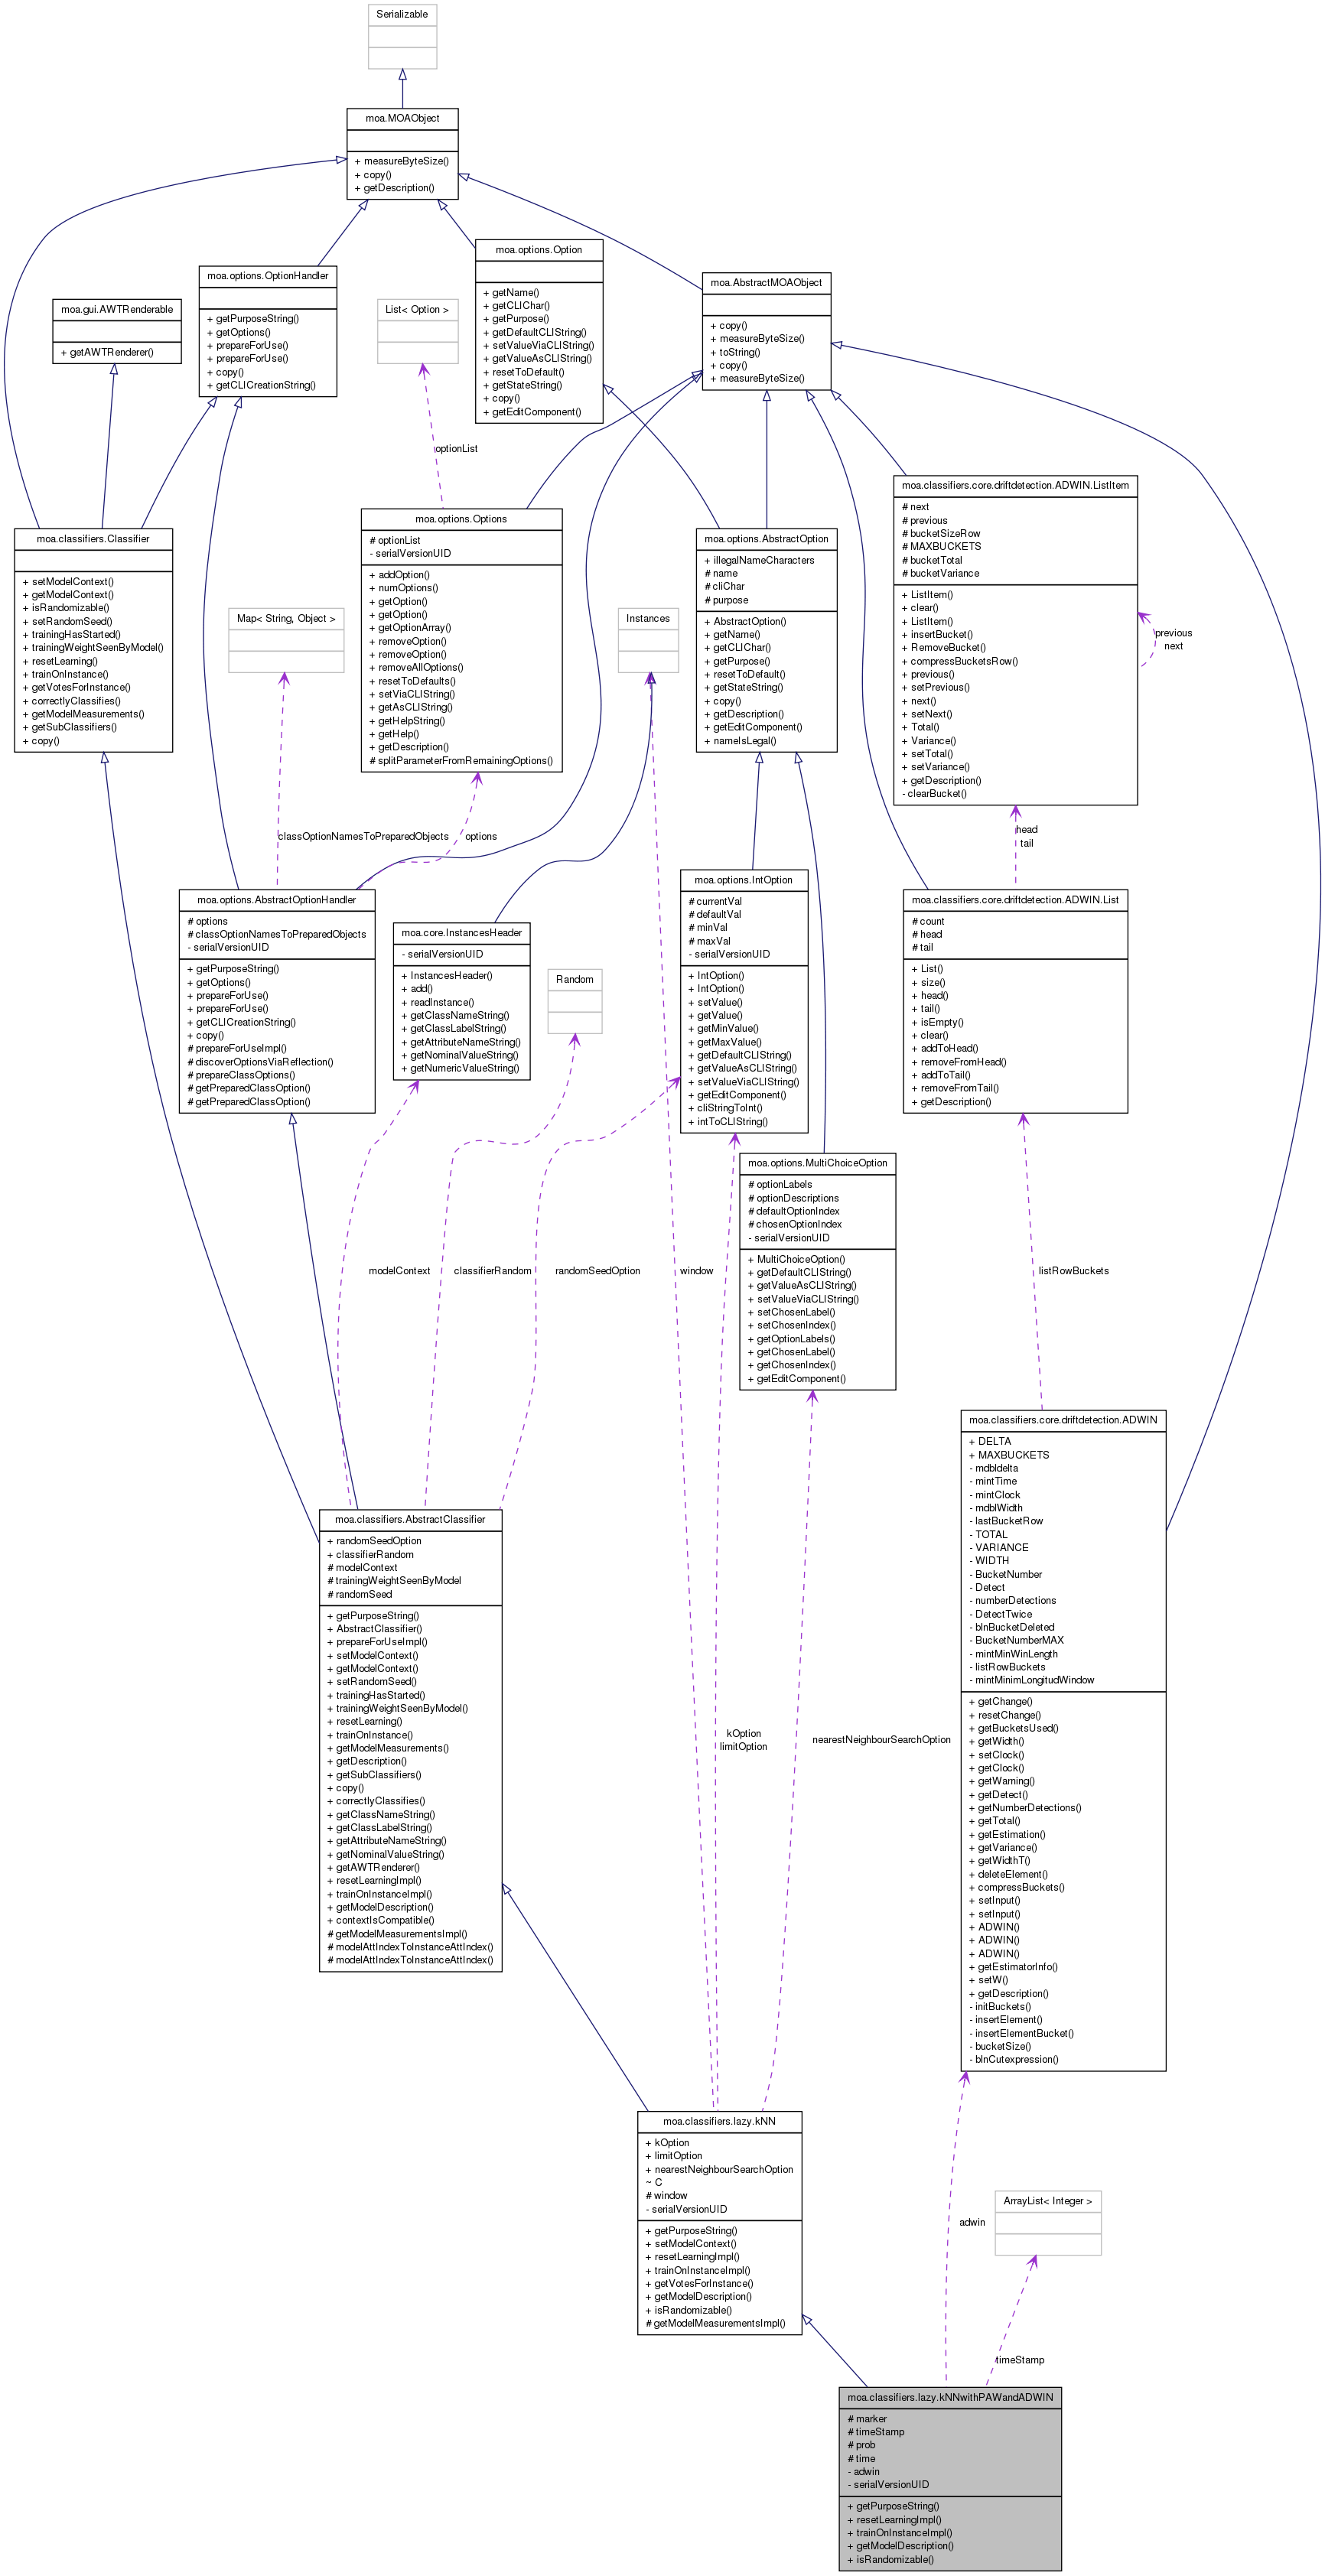 Serializable
moa.MOAObject
+ measureByteSize()
+ copy()
+ getDescription()
moa.options.Option
+ getName()
+ getCLIChar()
+ getPurpose()
+ getDefaultCLIString()
+ setValueViaCLIString()
+ getValueAsCLIString()
+ resetToDefault()
+ getStateString()
+ copy()
+ getEditComponent()
moa.options.OptionHandler
+ getPurposeString()
+ getOptions()
+ prepareForUse()
+ prepareForUse()
+ copy()
+ getCLICreationString()
moa.AbstractMOAObject
+ copy()
+ measureByteSize()
+ toString()
+ copy()
+ measureByteSize()
moa.gui.AWTRenderable
+ getAWTRenderer()
List< Option >
optionList
moa.classifiers.core.driftdetection.ADWIN.ListItem
# next
# previous
# bucketSizeRow
# MAXBUCKETS
# bucketTotal
# bucketVariance
+ ListItem()
+ clear()
+ ListItem()
+ insertBucket()
+ RemoveBucket()
+ compressBucketsRow()
+ previous()
+ setPrevious()
+ next()
+ setNext()
+ Total()
+ Variance()
+ setTotal()
+ setVariance()
+ getDescription()
- clearBucket()
previous
next
moa.options.Options
# optionList
- serialVersionUID
+ addOption()
+ numOptions()
+ getOption()
+ getOption()
+ getOptionArray()
+ removeOption()
+ removeOption()
+ removeAllOptions()
+ resetToDefaults()
+ setViaCLIString()
+ getAsCLIString()
+ getHelpString()
+ getHelp()
+ getDescription()
# splitParameterFromRemainingOptions()
moa.classifiers.Classifier
+ setModelContext()
+ getModelContext()
+ isRandomizable()
+ setRandomSeed()
+ trainingHasStarted()
+ trainingWeightSeenByModel()
+ resetLearning()
+ trainOnInstance()
+ getVotesForInstance()
+ correctlyClassifies()
+ getModelMeasurements()
+ getSubClassifiers()
+ copy()
moa.options.AbstractOption
+ illegalNameCharacters
# name
# cliChar
# purpose
+ AbstractOption()
+ getName()
+ getCLIChar()
+ getPurpose()
+ resetToDefault()
+ getStateString()
+ copy()
+ getDescription()
+ getEditComponent()
+ nameIsLegal()
Map< String, Object >
Instances
classOptionNamesToPreparedObjects
options
head
tail
moa.options.AbstractOptionHandler
# options
# classOptionNamesToPreparedObjects
- serialVersionUID
+ getPurposeString()
+ getOptions()
+ prepareForUse()
+ prepareForUse()
+ getCLICreationString()
+ copy()
# prepareForUseImpl()
# discoverOptionsViaReflection()
# prepareClassOptions()
# getPreparedClassOption()
# getPreparedClassOption()
moa.core.InstancesHeader
- serialVersionUID
+ InstancesHeader()
+ add()
+ readInstance()
+ getClassNameString()
+ getClassLabelString()
+ getAttributeNameString()
+ getNominalValueString()
+ getNumericValueString()
Random
moa.options.IntOption
# currentVal
# defaultVal
# minVal
# maxVal
- serialVersionUID
+ IntOption()
+ IntOption()
+ setValue()
+ getValue()
+ getMinValue()
+ getMaxValue()
+ getDefaultCLIString()
+ getValueAsCLIString()
+ setValueViaCLIString()
+ getEditComponent()
+ cliStringToInt()
+ intToCLIString()
moa.classifiers.core.driftdetection.ADWIN.List
# count
# head
# tail
+ List()
+ size()
+ head()
+ tail()
+ isEmpty()
+ clear()
+ addToHead()
+ removeFromHead()
+ addToTail()
+ removeFromTail()
+ getDescription()
moa.options.MultiChoiceOption
# optionLabels
# optionDescriptions
# defaultOptionIndex
# chosenOptionIndex
- serialVersionUID
+ MultiChoiceOption()
+ getDefaultCLIString()
+ getValueAsCLIString()
+ setValueViaCLIString()
+ setChosenLabel()
+ setChosenIndex()
+ getOptionLabels()
+ getChosenLabel()
+ getChosenIndex()
+ getEditComponent()
modelContext
classifierRandom
randomSeedOption
window
listRowBuckets
moa.classifiers.core.driftdetection.ADWIN
+ DELTA
+ MAXBUCKETS
- mdbldelta
- mintTime
- mintClock
- mdblWidth
- lastBucketRow
- TOTAL
- VARIANCE
- WIDTH
- BucketNumber
- Detect
- numberDetections
- DetectTwice
- blnBucketDeleted
- BucketNumberMAX
- mintMinWinLength
- listRowBuckets
- mintMinimLongitudWindow
+ getChange()
+ resetChange()
+ getBucketsUsed()
+ getWidth()
+ setClock()
+ getClock()
+ getWarning()
+ getDetect()
+ getNumberDetections()
+ getTotal()
+ getEstimation()
+ getVariance()
+ getWidthT()
+ deleteElement()
+ compressBuckets()
+ setInput()
+ setInput()
+ ADWIN()
+ ADWIN()
+ ADWIN()
+ getEstimatorInfo()
+ setW()
+ getDescription()
- initBuckets()
- insertElement()
- insertElementBucket()
- bucketSize()
- blnCutexpression()
moa.classifiers.AbstractClassifier
+ randomSeedOption
+ classifierRandom
# modelContext
# trainingWeightSeenByModel
# randomSeed
+ getPurposeString()
+ AbstractClassifier()
+ prepareForUseImpl()
+ setModelContext()
+ getModelContext()
+ setRandomSeed()
+ trainingHasStarted()
+ trainingWeightSeenByModel()
+ resetLearning()
+ trainOnInstance()
+ getModelMeasurements()
+ getDescription()
+ getSubClassifiers()
+ copy()
+ correctlyClassifies()
+ getClassNameString()
+ getClassLabelString()
+ getAttributeNameString()
+ getNominalValueString()
+ getAWTRenderer()
+ resetLearningImpl()
+ trainOnInstanceImpl()
+ getModelDescription()
+ contextIsCompatible()
# getModelMeasurementsImpl()
# modelAttIndexToInstanceAttIndex()
# modelAttIndexToInstanceAttIndex()
kOption
limitOption
nearestNeighbourSearchOption
moa.classifiers.lazy.kNN
+ kOption
+ limitOption
+ nearestNeighbourSearchOption
~ C
# window
- serialVersionUID
+ getPurposeString()
+ setModelContext()
+ resetLearningImpl()
+ trainOnInstanceImpl()
+ getVotesForInstance()
+ getModelDescription()
+ isRandomizable()
# getModelMeasurementsImpl()
adwin
ArrayList< Integer >
timeStamp
moa.classifiers.lazy.kNNwithPAWandADWIN
# marker
# timeStamp
# prob
# time
- adwin
- serialVersionUID
+ getPurposeString()
+ resetLearningImpl()
+ trainOnInstanceImpl()
+ getModelDescription()
+ isRandomizable()